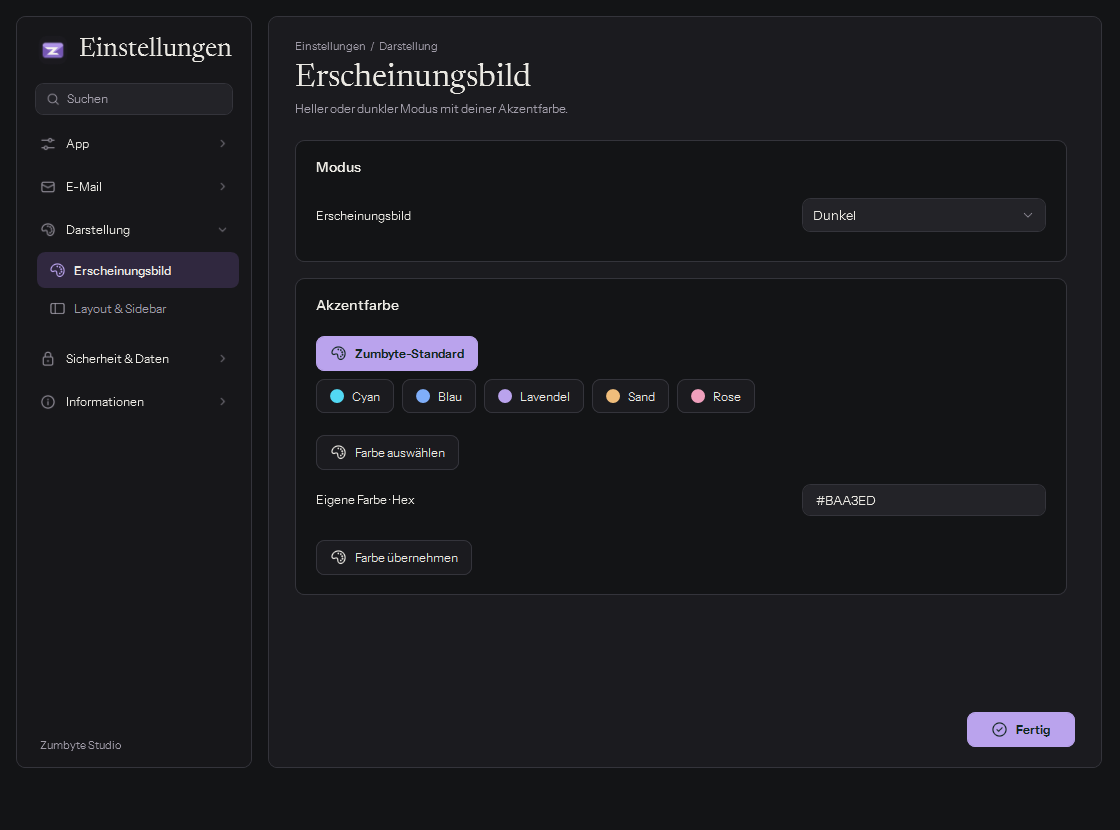 Einstellungen
Suchen
App
E-Mail
Darstellung
Erscheinungsbild
Layout & Sidebar
Sicherheit & Daten
Informationen
Zumbyte Studio
Einstellungen / Darstellung
Erscheinungsbild
Heller oder dunkler Modus mit deiner Akzentfarbe.
Modus
Erscheinungsbild Dunkel
Akzentfarbe
Zumbyte-Standard
Cyan Blau Lavendel Sand Rose
Farbe auswählen
Eigene Farbe · Hex #BAA3ED
Farbe übernehmen
Fertig